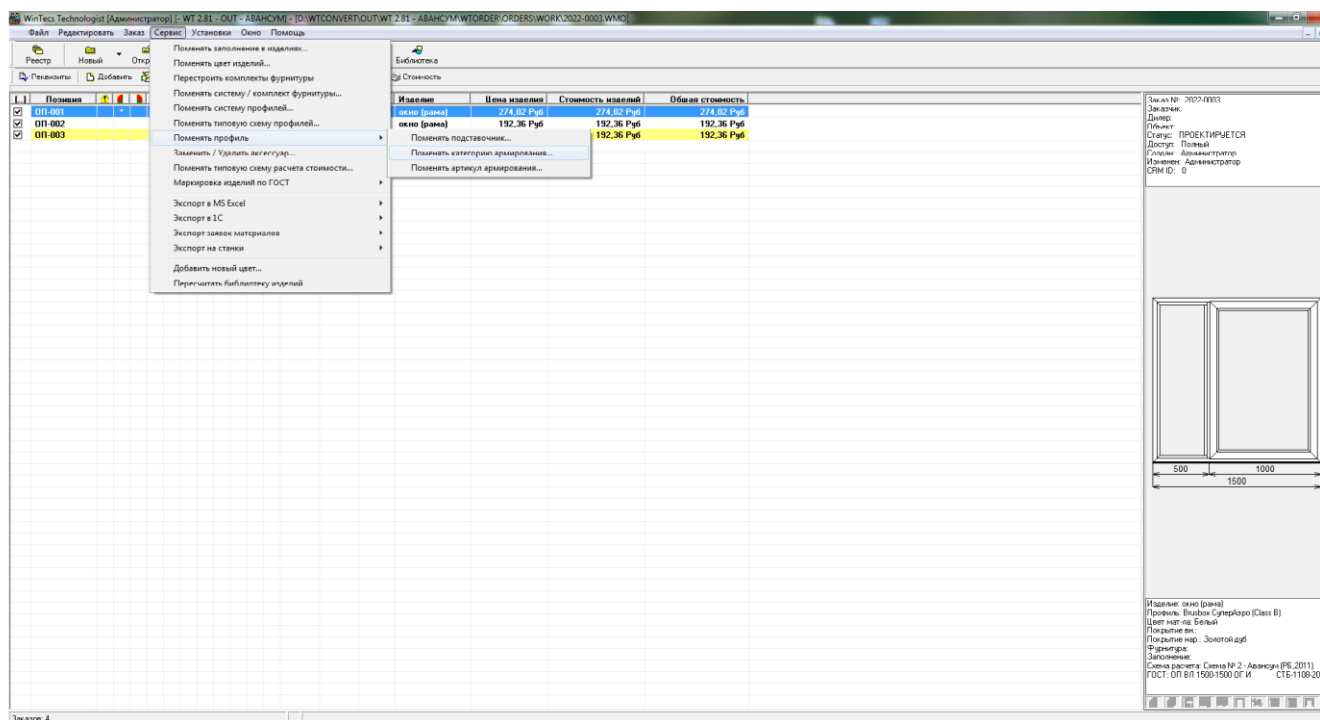 WinTecs Technologist [Администратор] [- WT 2.81 - OUT - АВАНСУМ] - [D:\WTCONVERT\OUT\WT 2.81 - АВАНСУМ\WTORDER\ORDERS\WORK\2022-0003.WMO]
Файл Редактировать Заказ Сервис Установки Окно Помощь
Реестр Новый Откр Библиотека
Реквизиты Добавить Стоимость
Поменять заполнение в изделиях...
Поменять цвет изделий...
Перестроить комплекты фурнитуры
Поменять систему / комплект фурнитуры...
Поменять систему профилей...
Поменять типовую схему профилей...
Поменять профиль
Заменить / Удалить аксессуар...
Поменять типовую схему расчета стоимости...
Маркировка изделий по ГОСТ
Экспорт в MS Excel
Экспорт в 1С
Экспорт заявок материалов
Экспорт на станки
Добавить новый цвет...
Пересчитать библиотеку изделий
Поменять подставочник...
Поменять категорию армирования...
Поменять артикул армирования...
[...] Позиция Изделие Цена изделия Стоимость изделий Общая стоимость
ОП-001 * окно (рама) 274,82 Руб 274,82 Руб 274,82 Руб
ОП-002 окно (рама) 192,36 Руб 192,36 Руб 192,36 Руб
ОП-003 192,36 Руб 192,36 Руб
Заказ №: 2022-0003
Заказчик:
Дилер:
Объект:
Статус: ПРОЕКТИРУЕТСЯ
Доступ: Полный
Создан: Администратор
Изменен: Администратор
CRM ID: 0
500 1000
1500
Изделие: окно (рама)
Профиль: Brusbox СуперАэро (Class B)
Цвет мат-ла: Белый
Покрытие вн.:
Покрытие нар.: Золотой дуб
Фурнитура:
Заполнение:
Схема расчета: Схема № 2 - Авансум (РБ,2011)
ГОСТ: ОП ВЛ 1500-1500 ОГ И СТБ-1108-20
Заказов: 4